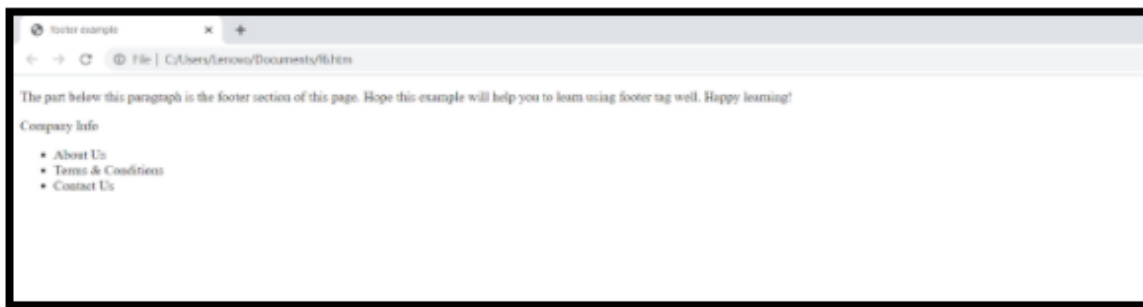 footer example
File | C:/Users/Lenovo/Documents/f6.htm
The part below this paragraph is the footer section of this page. Hope this example will help you to learn using footer tag well. Happy learning!
Company Info
About Us
Terms & Conditions
Contact Us